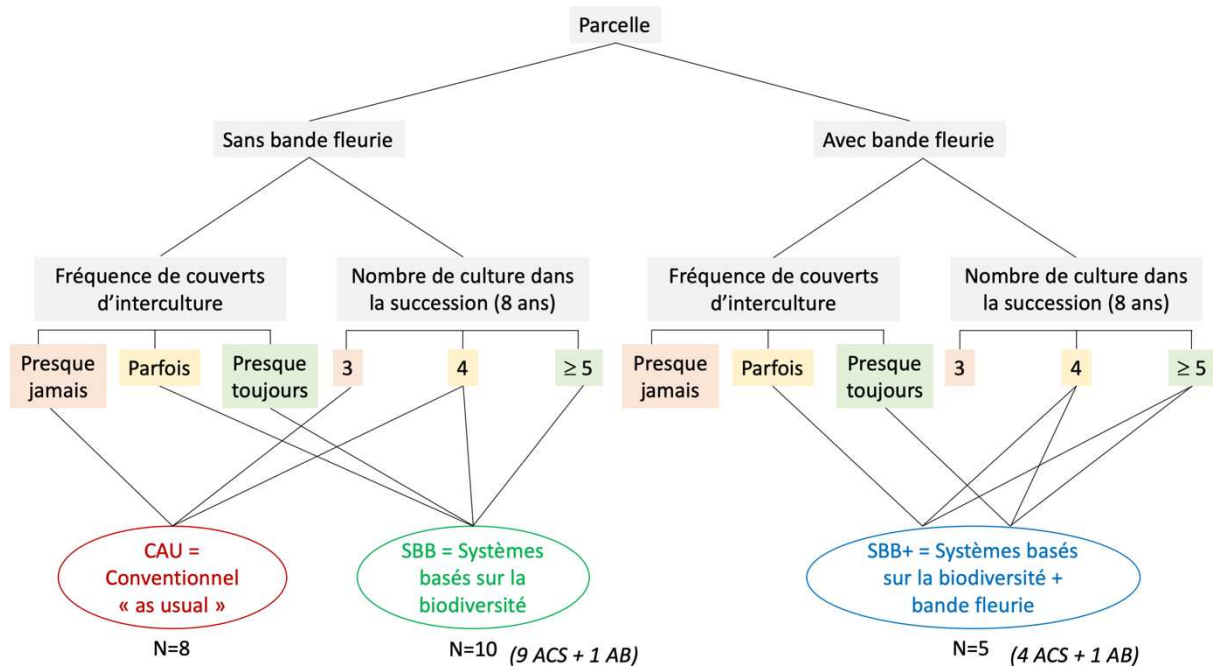 Parcelle
Sans bande fleurie
Avec bande fleurie
Fréquence de couverts
d'interculture
Nombre de culture dans
la succession (8 ans)
Fréquence de couverts
d'interculture
Nombre de culture dans
la succession (8 ans)
Presque
jamais
Parfois
Presque
toujours
3
4
≥ 5
Presque
jamais
Parfois
Presque
toujours
3
4
≥ 5
CAU =
Conventionnel
« as usual »
SBB = Systèmes
basés sur la
biodiversité
SBB+ = Systèmes basés
sur la biodiversité +
bande fleurie
N=8
N=10 (9 ACS + 1 AB)
N=5 (4 ACS + 1 AB)